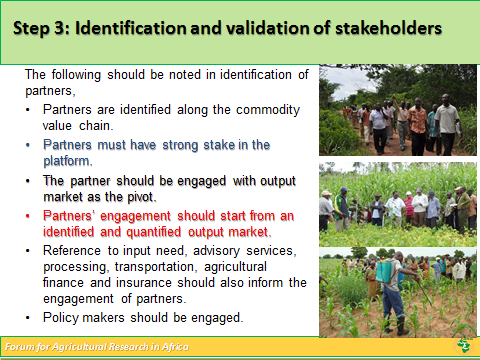 Step 3: Identification and validation of stakeholders
The following should be noted in identification of
partners,
• Partners are identified along the commodity
value chain.
• Partners must have strong stake in the
platform.
• The partner should be engaged with output
market as the pivot.
• Partners' engagement should start from an
identified and quantified output market.
• Reference to input need, advisory services,
processing, transportation, agricultural
finance and insurance should also inform the
engagement of partners.
• Policy makers should be engaged.
Forum for Agricultural Research in Africa